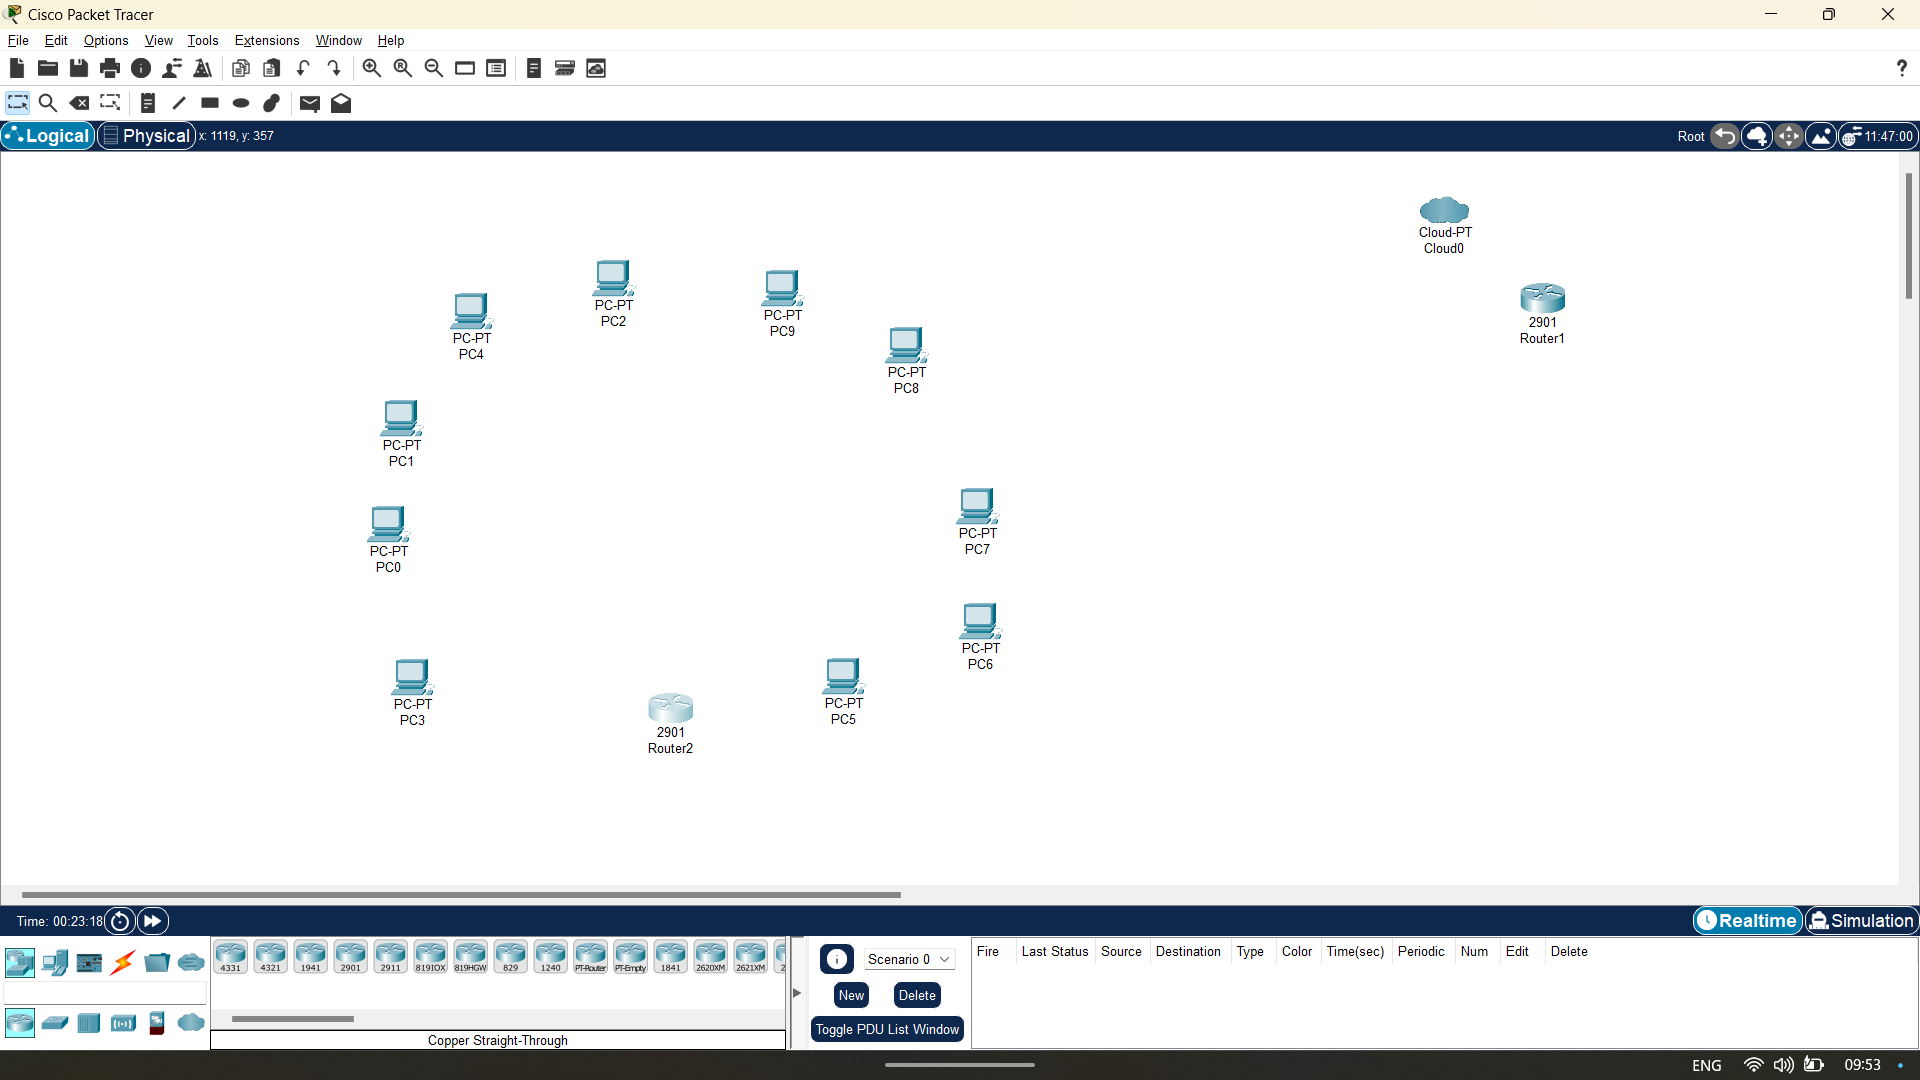 Cisco Packet Tracer
File Edit Options View Tools Extensions Window Help
?
Logical Physical x: 1119, y: 357 Root 11:47:00
Cloud-PT
Cloud0
2901
Router1
PC-PT
PC2
PC-PT
PC9
PC-PT
PC4
PC-PT
PC8
PC-PT
PC1
PC-PT
PC7
PC-PT
PC0
PC-PT
PC6
PC-PT
PC3
PC-PT
PC5
2901
Router2
Time: 00:23:18 Realtime Simulation
4331 4321 1941 2901 2911 819IOX 819HGW 829 1240 PT-Router PT-Empty 1841 2620XM 2621XM 2
Copper Straight-Through
Scenario 0
New Delete
Toggle PDU List Window
Fire Last Status Source Destination Type Color Time(sec) Periodic Num Edit Delete
ENG 09:53